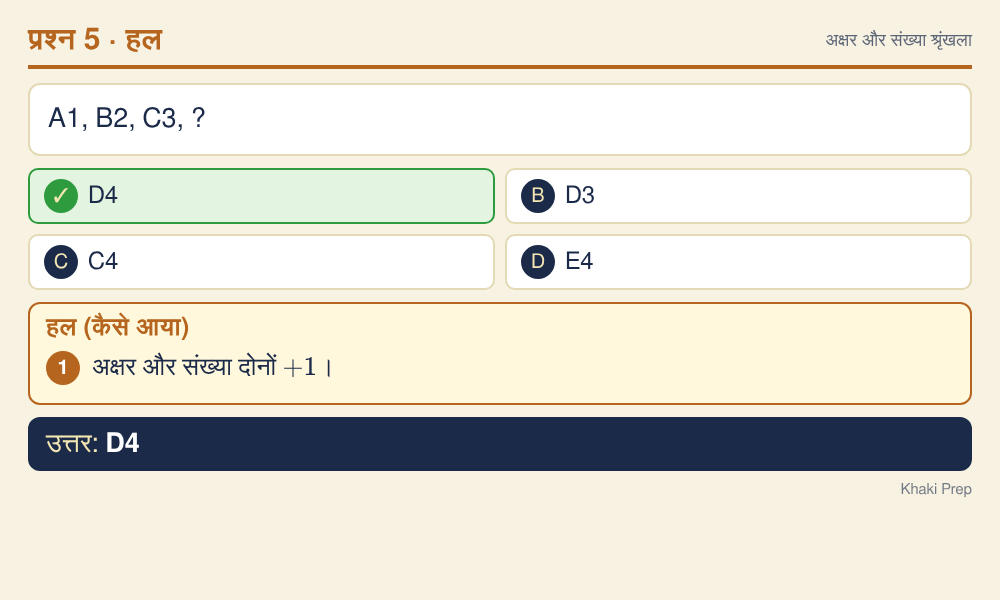 प्रश्न 5 · हल
अक्षर और संख्या श्रृंखला
A1, B2, C3, ?
✓ D4
B D3
C C4
D E4
हल (कैसे आया)
1 अक्षर और संख्या दोनों +1।
उत्तर: D4
Khaki Prep